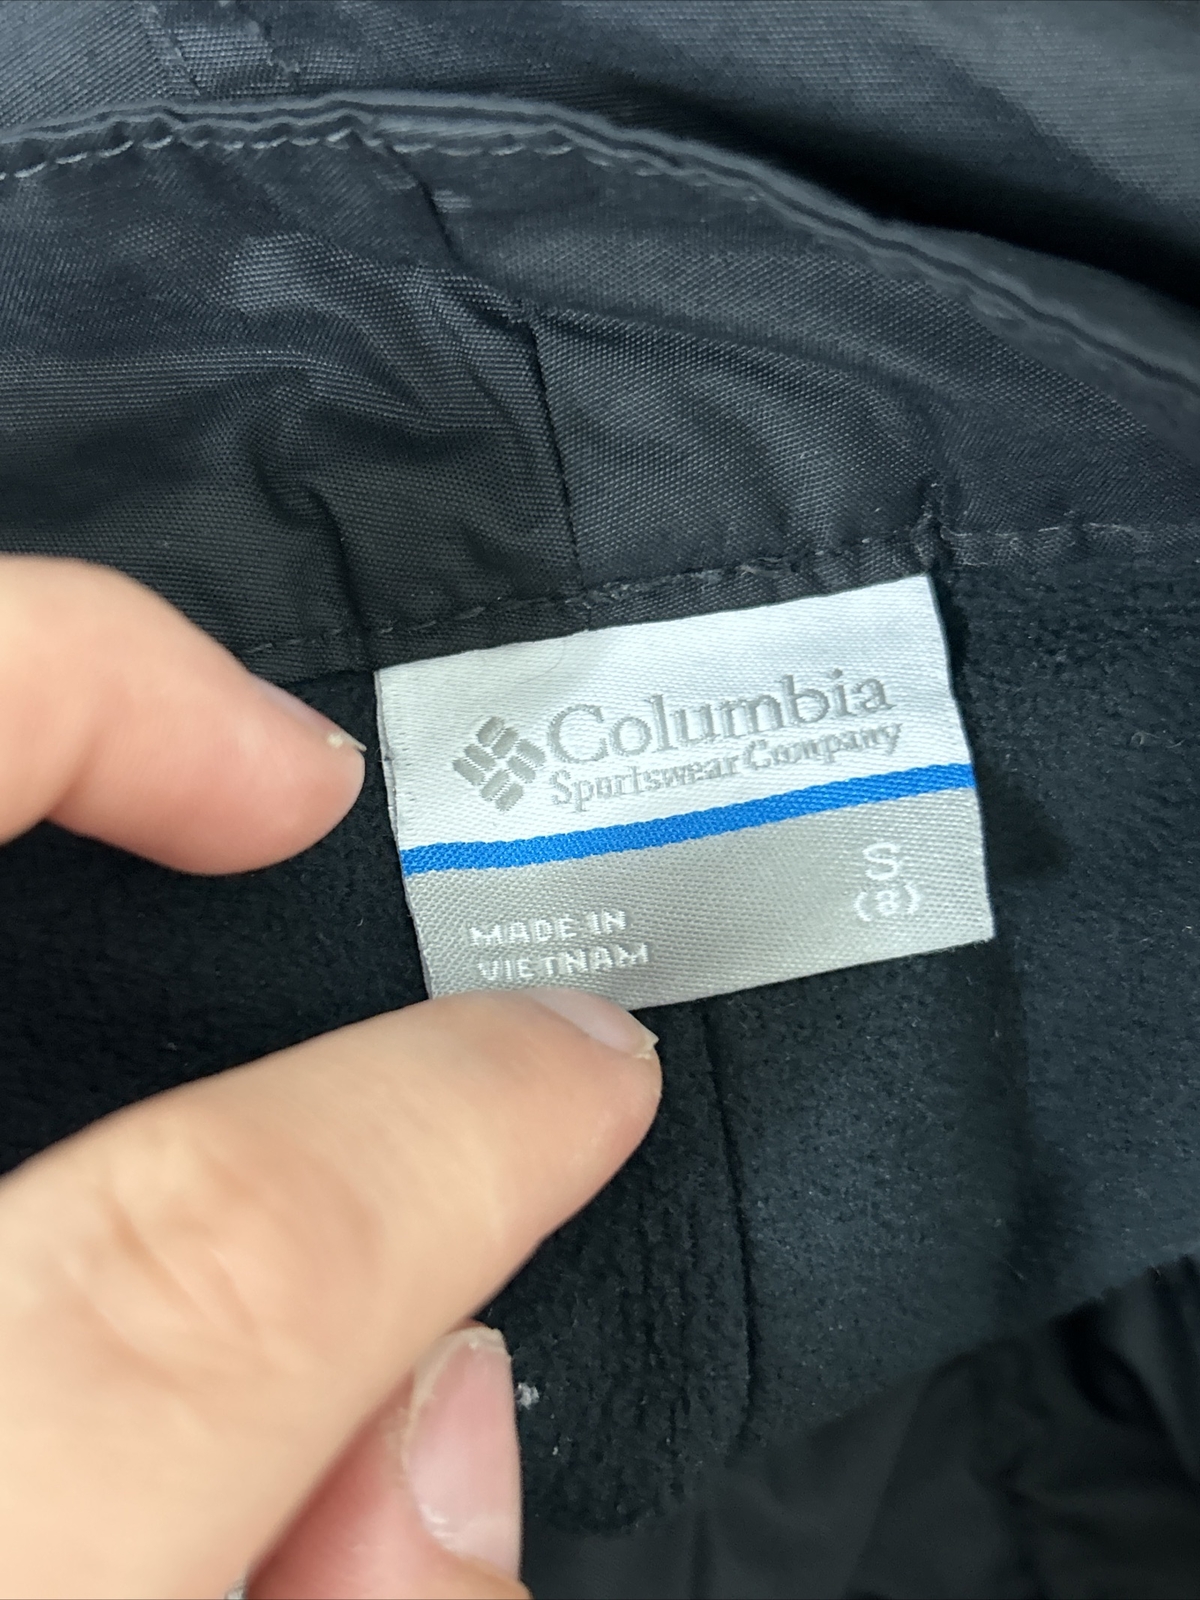 Columbia
Sportswear Company
S
(8)
MADE IN
VIETNAM